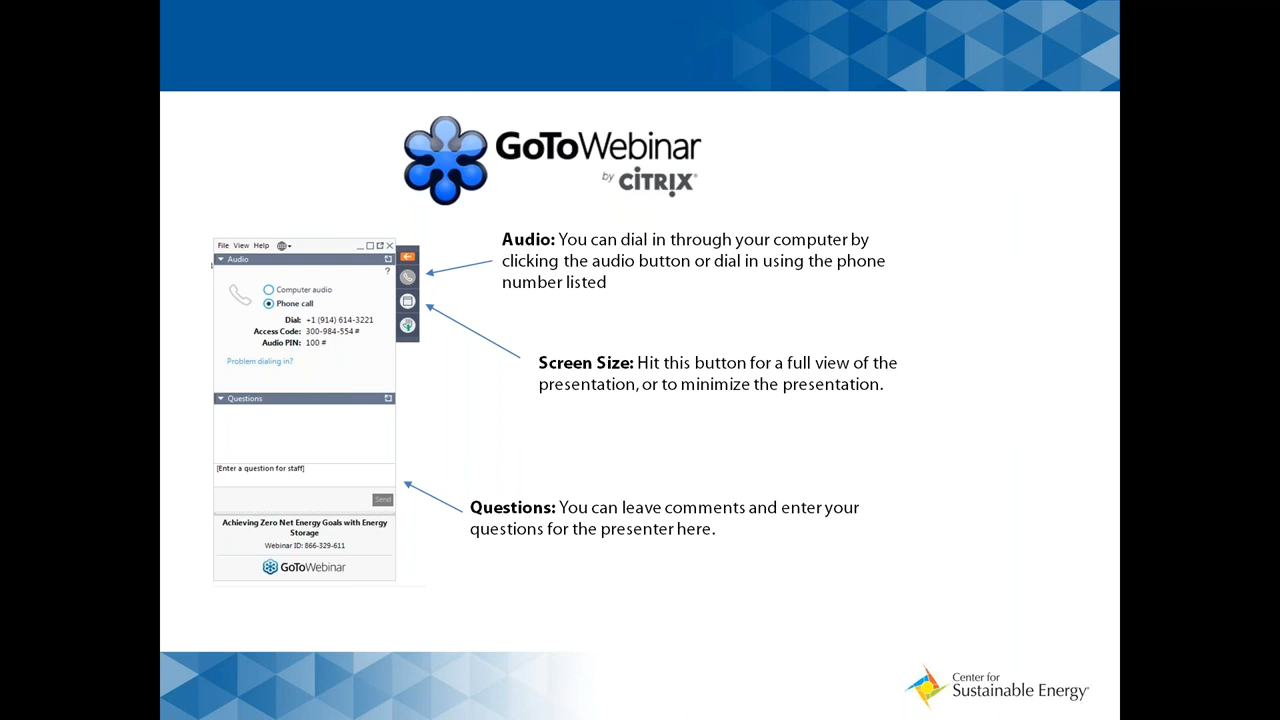 GoToWebinar
by CİTRIX®
Audio: You can dial in through your computer by
clicking the audio button or dial in using the phone
number listed
File View Help
Audio
?
Computer audio
Phone call
Dial: +1 (914) 614-3221
Access Code: 300-984-554 #
Audio PIN: 100 #
Problem dialing in?
Screen Size: Hit this button for a full view of the
presentation, or to minimize the presentation.
Questions
[Enter a question for staff]
Send
Questions: You can leave comments and enter your
questions for the presenter here.
Achieving Zero Net Energy Goals with Energy
Storage
Webinar ID: 866-329-611
GoToWebinar
Center for
Sustainable Energy®